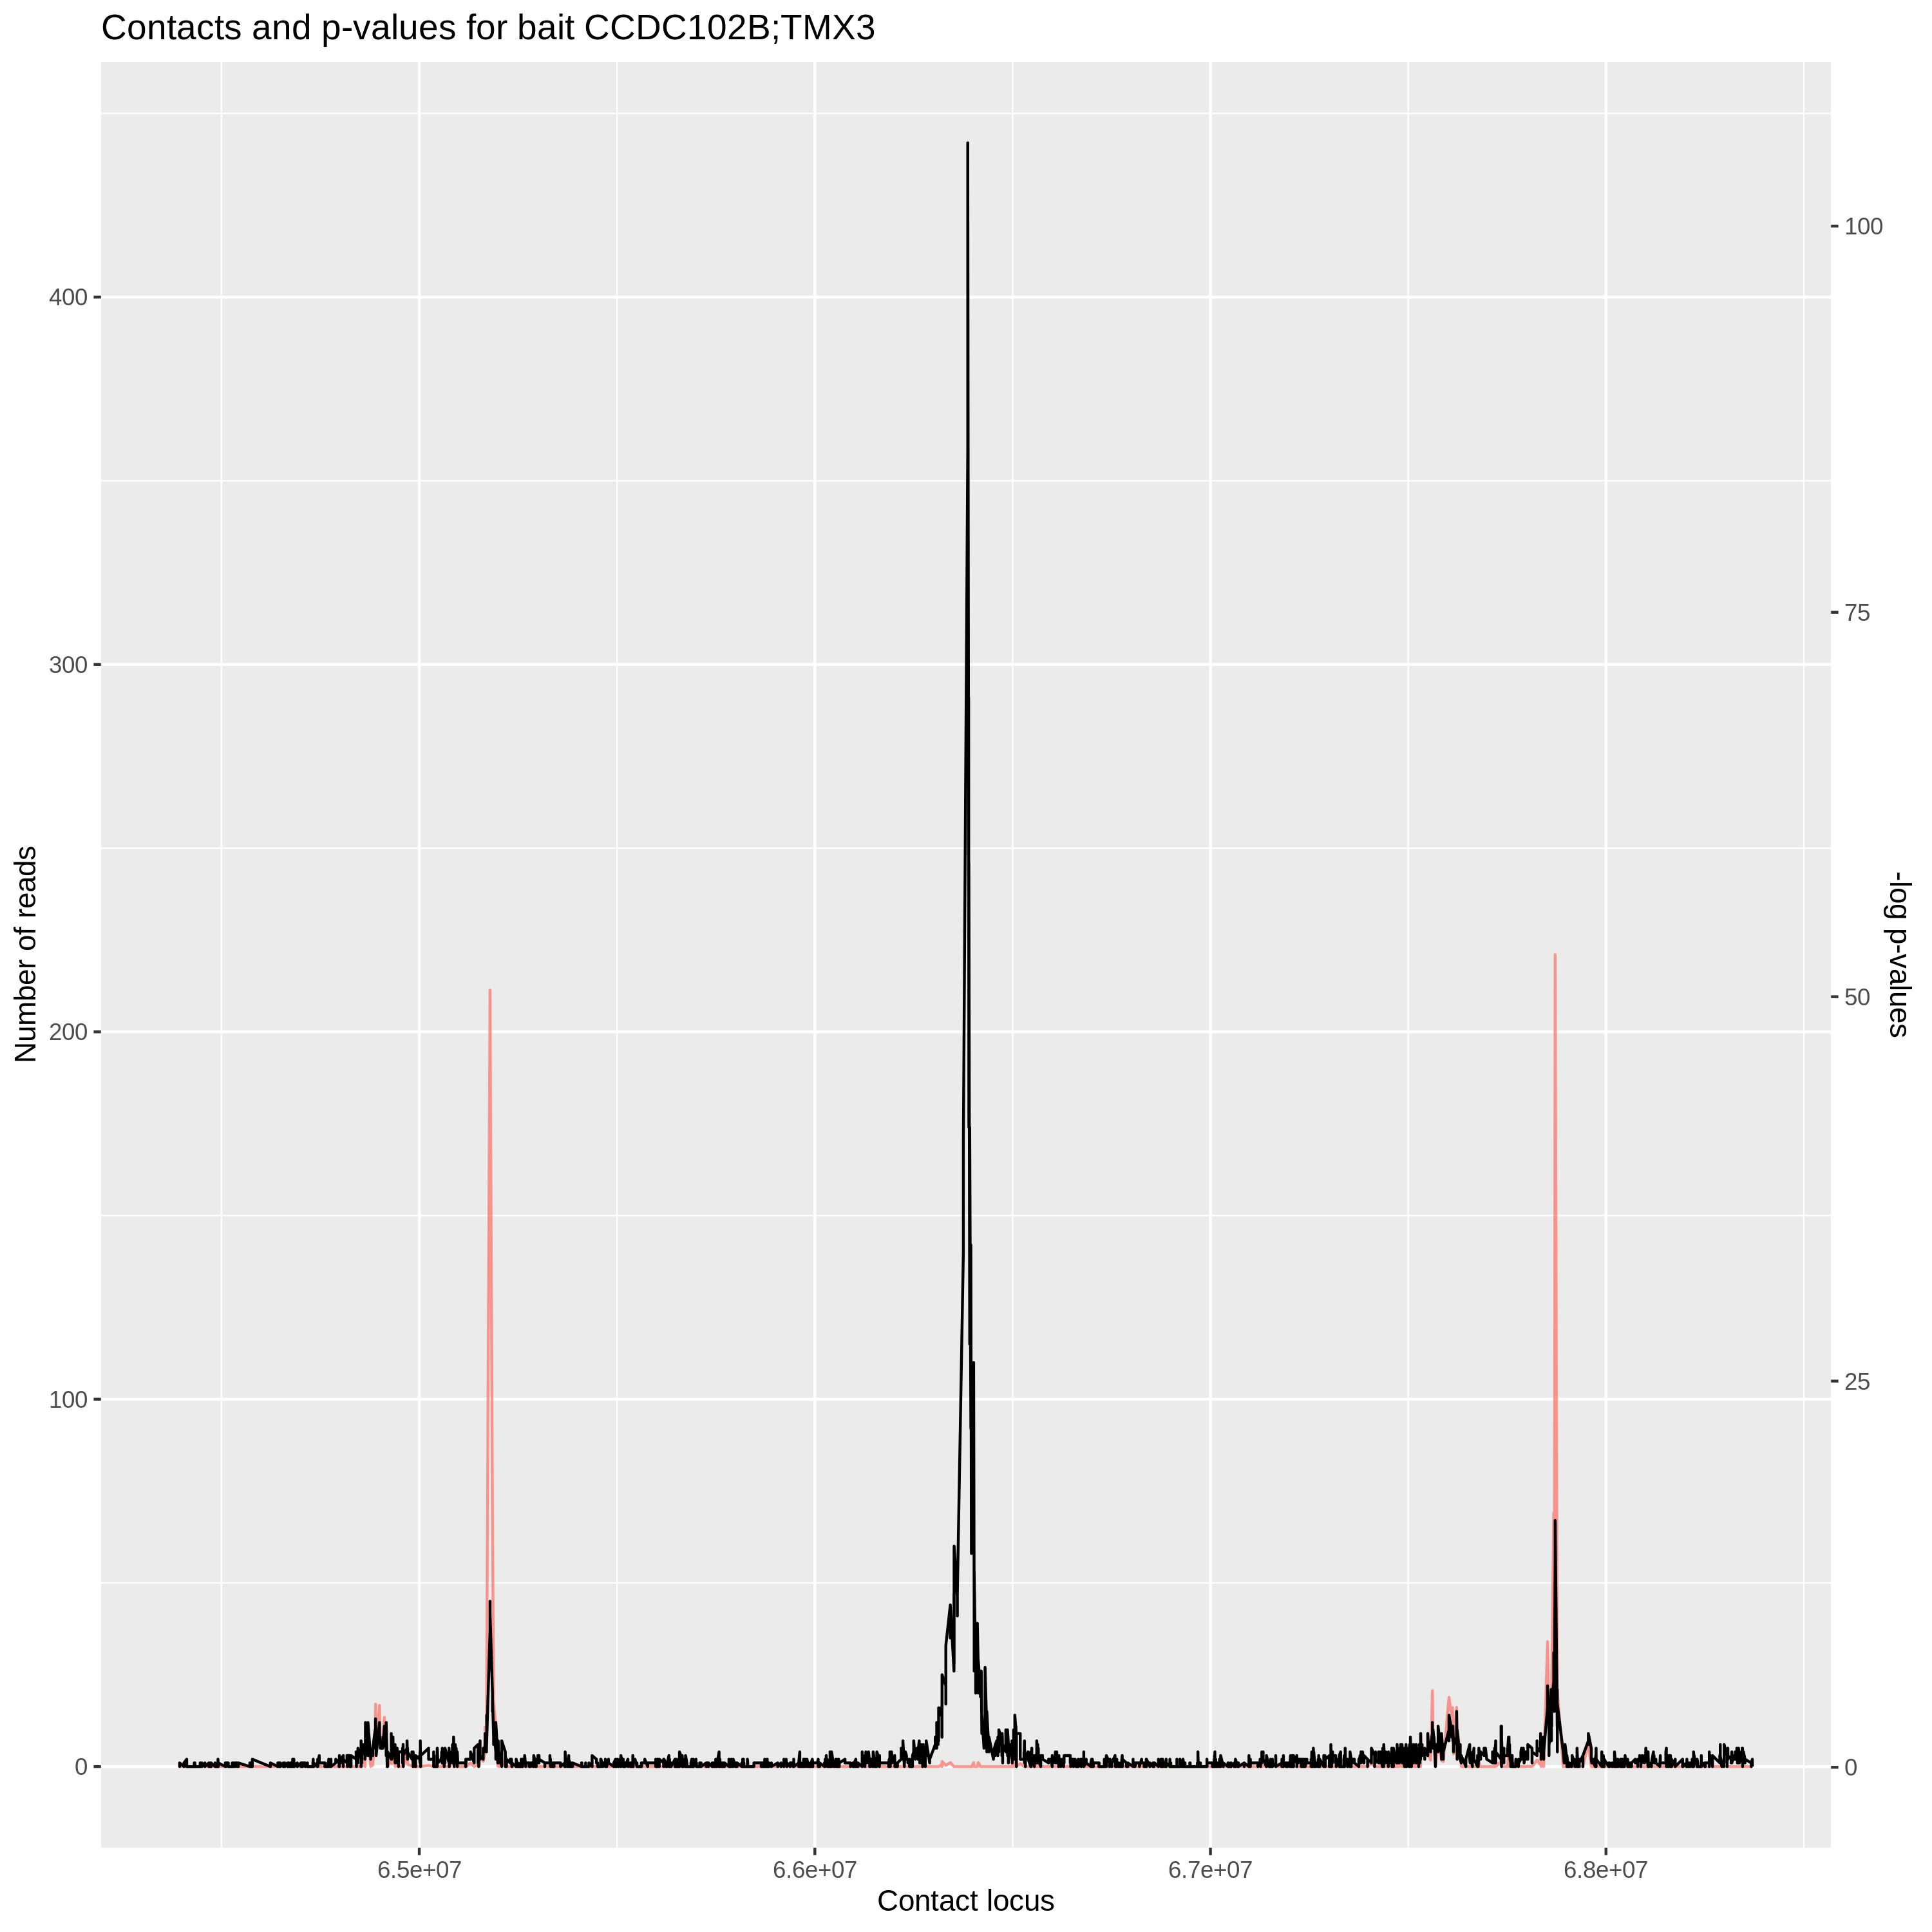 Contacts and p-values for bait CCDC102B;TMX3
100
400
75
300
Number of reads
-log p-values
50
200
25
100
0
0
6.5e+07 6.6e+07 6.7e+07 6.8e+07
Contact locus